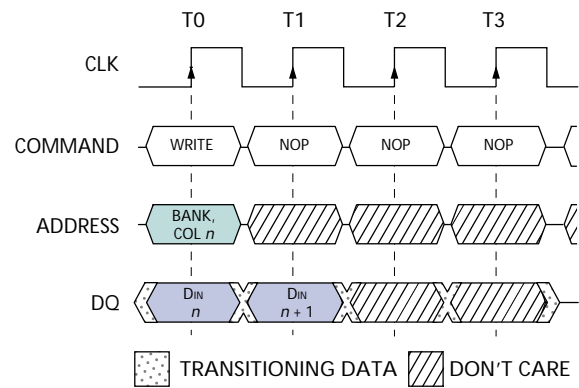 T0 T1 T2 T3
CLK
COMMAND WRITE NOP NOP NOP
ADDRESS BANK,
COL n
DQ DIN DIN
n n + 1
TRANSITIONING DATA DON'T CARE